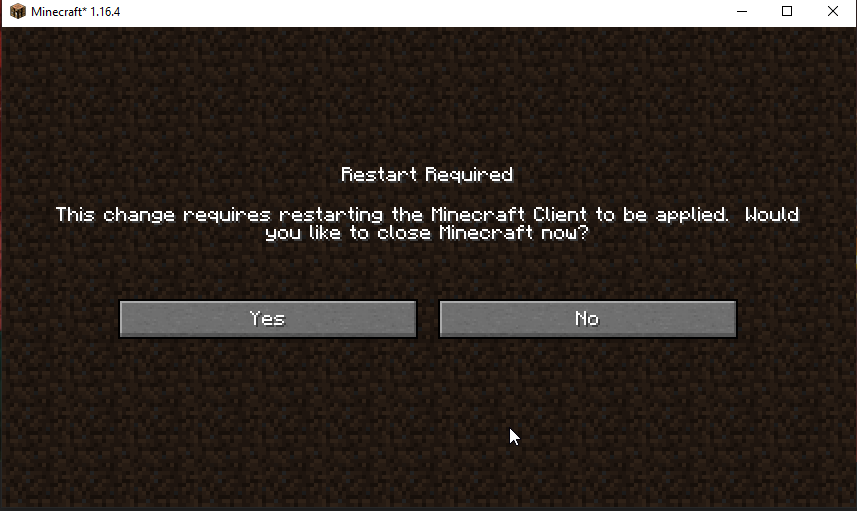 Minecraft* 1.16.4
Restart Required
This change requires restarting the Minecraft Client to be applied.  Would
you like to close Minecraft now?
Yes
No